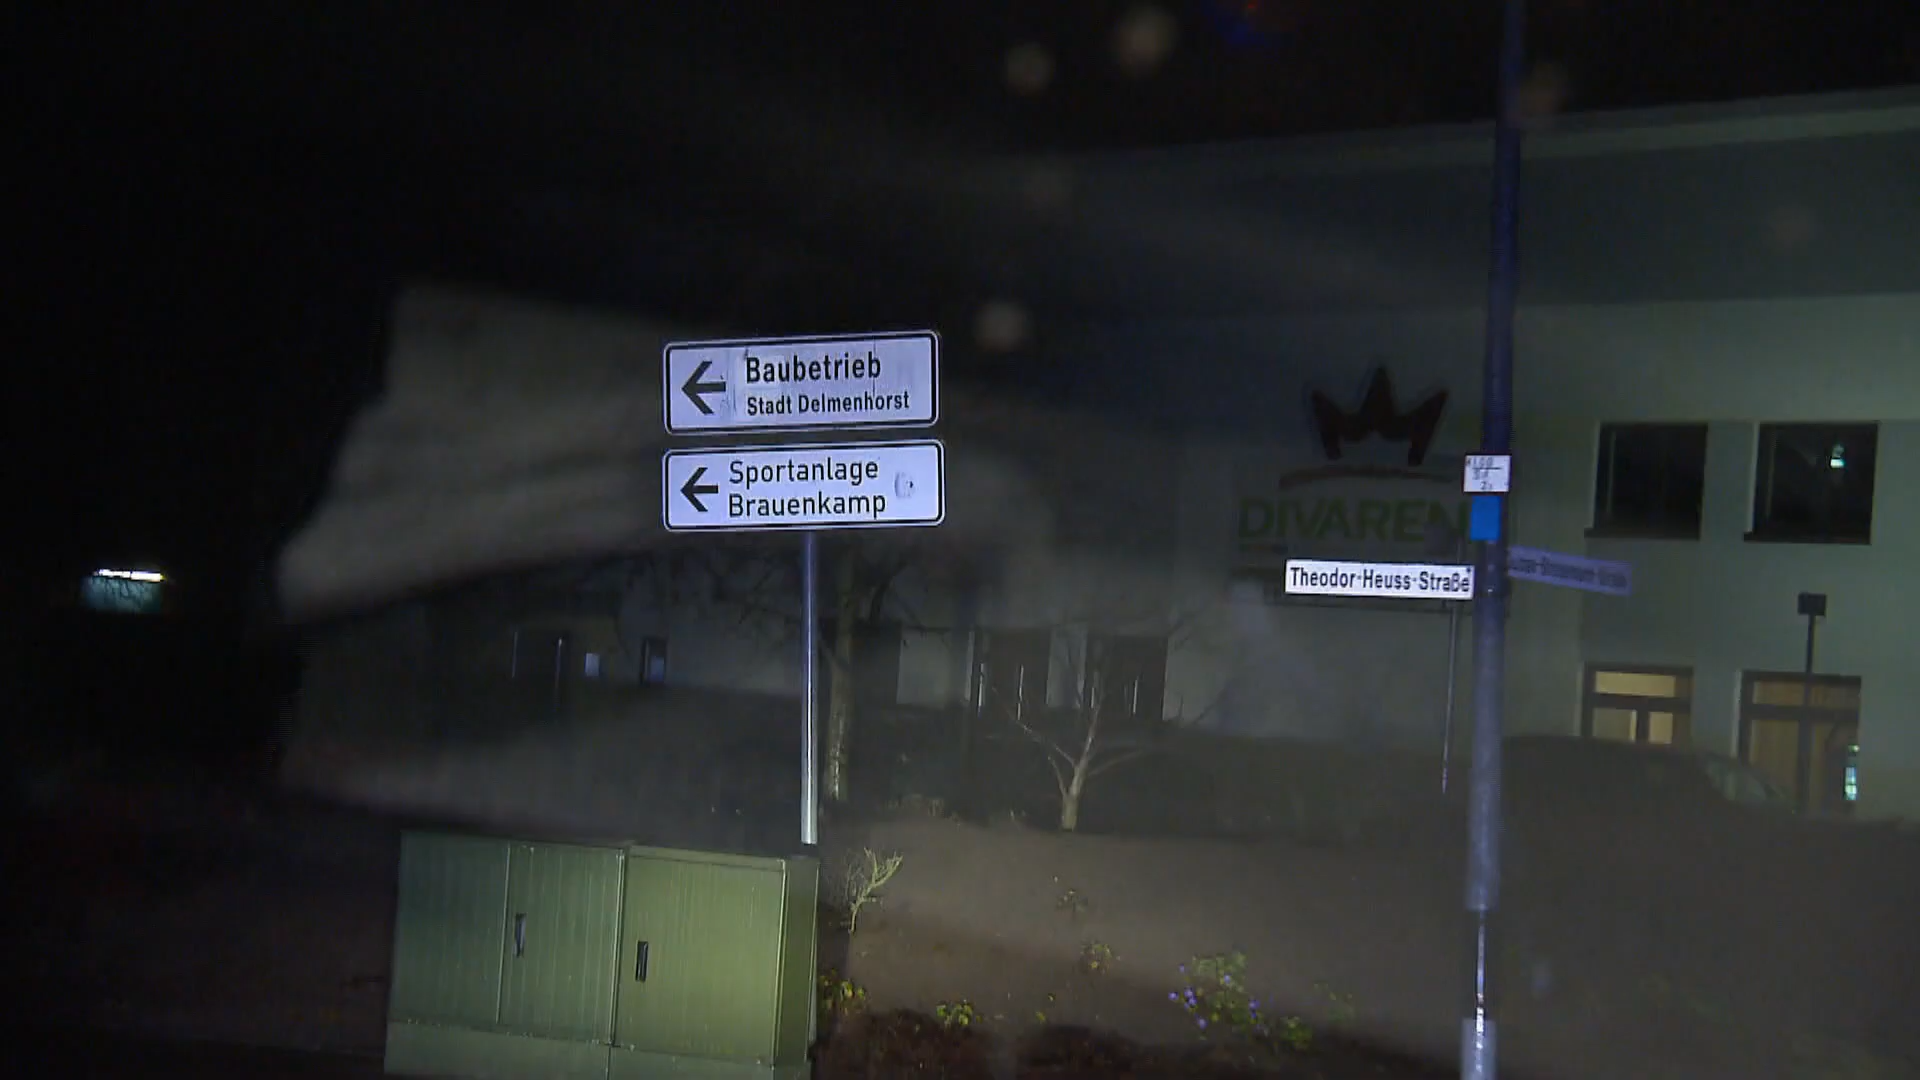 Baubetrieb
Stadt Delmenhorst
Sportanlage
Brauenkamp
DIVAREN
Theodor-Heuss-Straße